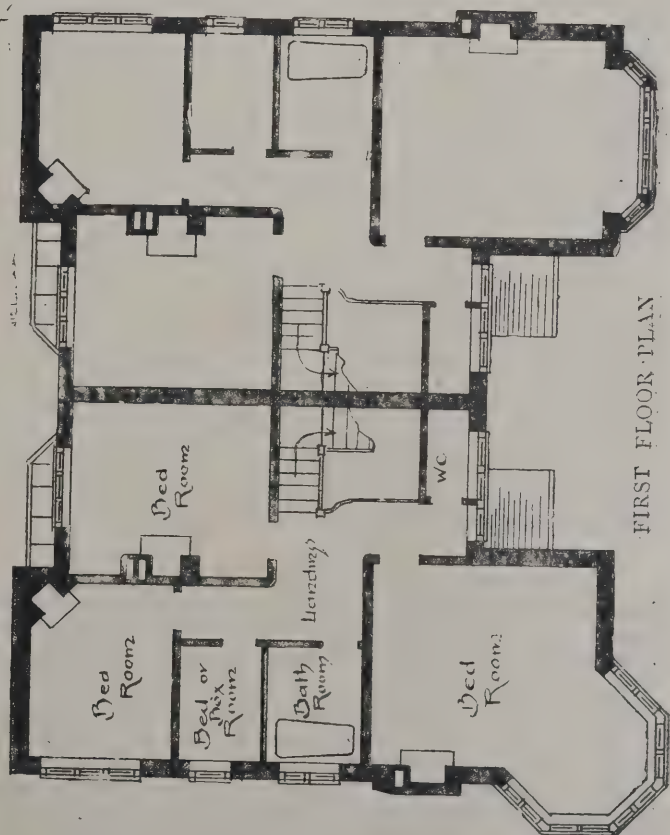 Bed
Room
Bed
Room
Bed or
Box
Room
Bath
Room
Landing
W.C.
Bed
Room
FIRST FLOOR·PLAN